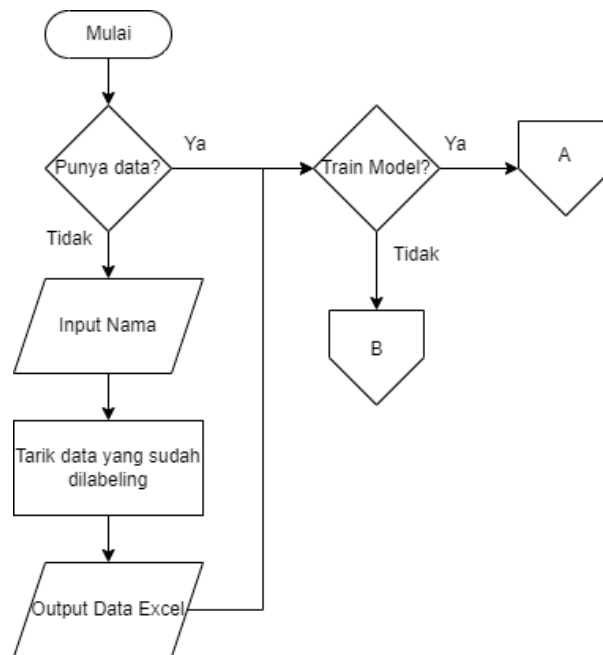 Mulai
Punya data?
Ya
Train Model?
Ya
A
Tidak
Tidak
B
Input Nama
Tarik data yang sudah
dilabeling
Output Data Excel